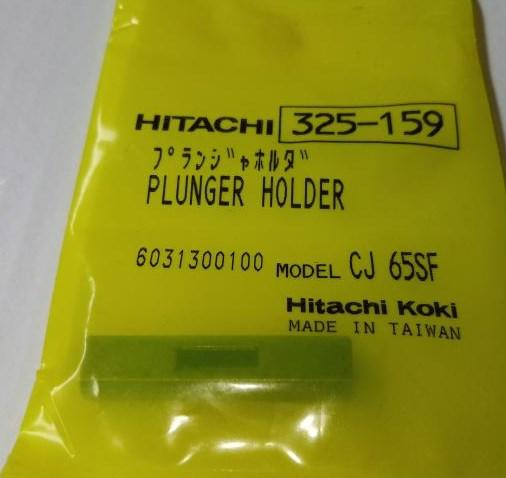 HITACHI 325-159
プランジャホルダ
PLUNGER HOLDER
6031300100 MODEL CJ 65SF
Hitachi Koki
MADE IN TAIWAN